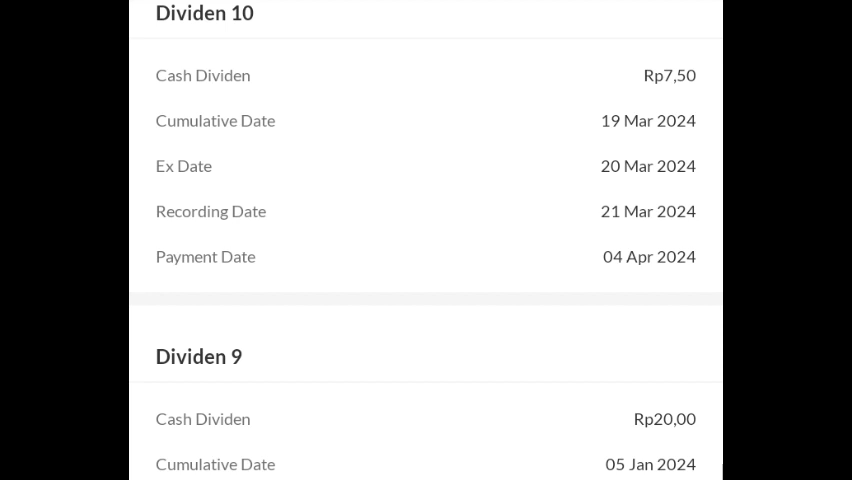 Dividen 10
Cash Dividen Rp7,50
Cumulative Date 19 Mar 2024
Ex Date 20 Mar 2024
Recording Date 21 Mar 2024
Payment Date 04 Apr 2024
Dividen 9
Cash Dividen Rp20,00
Cumulative Date 05 Jan 2024